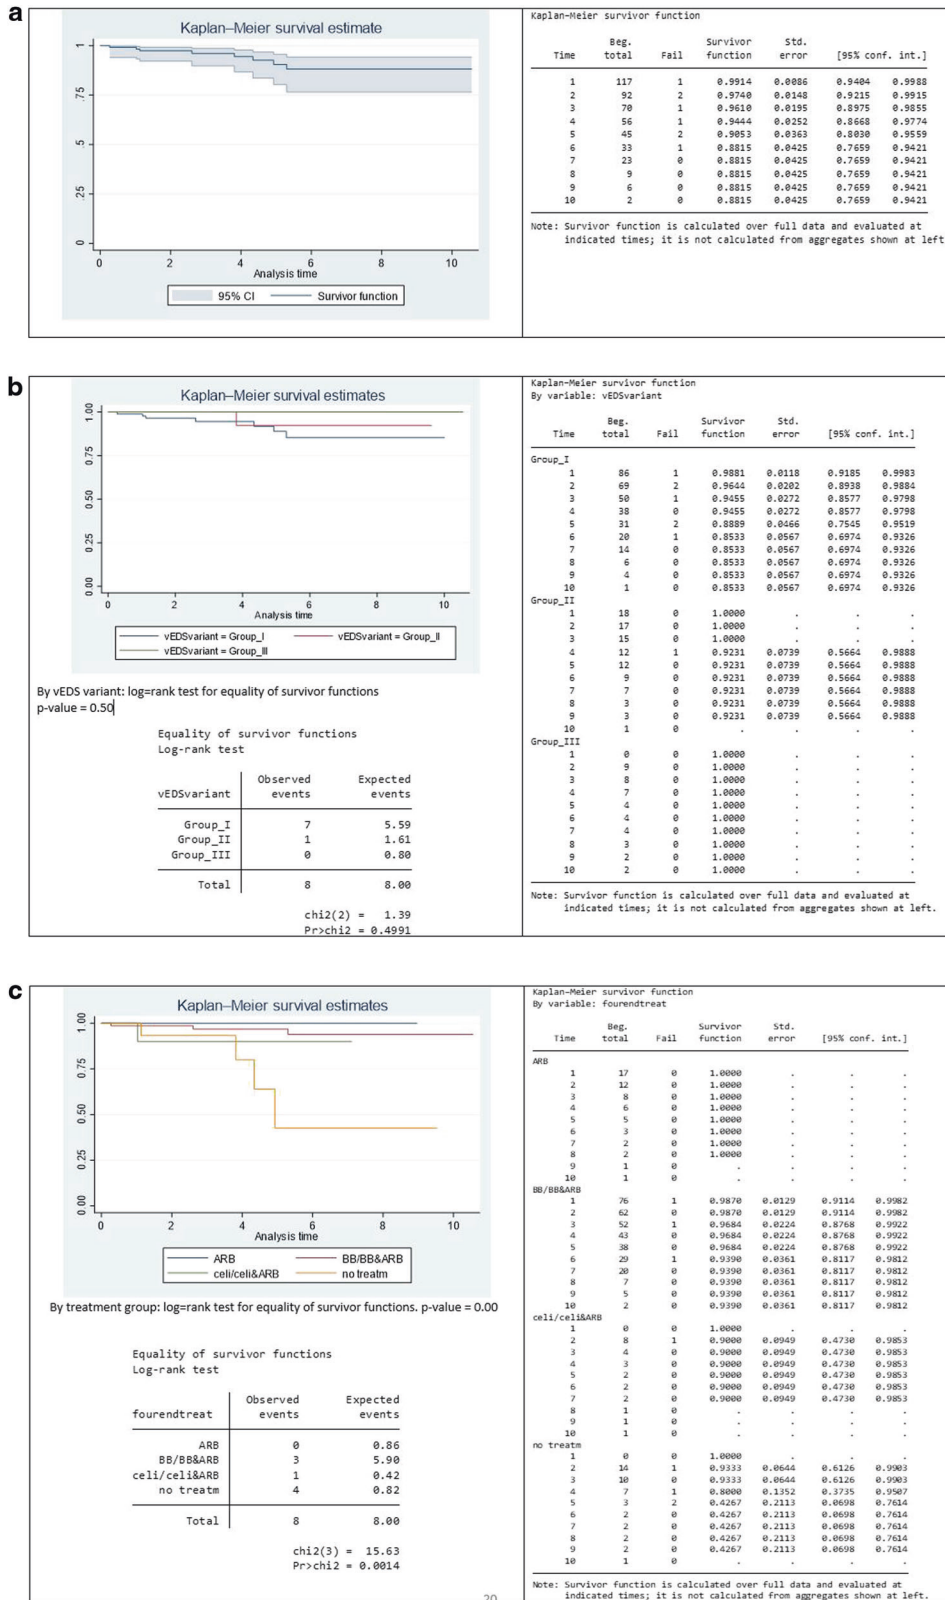 a
Kaplan–Meier survival estimate
1
.75
.5
.25
0
0 2 4 6 8 10
Analysis time
95% CI Survivor function
Kaplan–Meier survivor function
Beg. Survivor Std.
Time total Fail function error [95% conf. int.]
1 117 1 0.9914 0.0086 0.9404 0.9988
2 92 2 0.9740 0.0148 0.9215 0.9915
3 70 1 0.9610 0.0195 0.8975 0.9855
4 56 1 0.9444 0.0252 0.8668 0.9774
5 45 2 0.9053 0.0363 0.8030 0.9559
6 33 1 0.8815 0.0425 0.7659 0.9421
7 23 0 0.8815 0.0425 0.7659 0.9421
8 9 0 0.8815 0.0425 0.7659 0.9421
9 6 0 0.8815 0.0425 0.7659 0.9421
10 2 0 0.8815 0.0425 0.7659 0.9421
Note: Survivor function is calculated over full data and evaluated at
indicated times; it is not calculated from aggregates shown at left.
b
Kaplan–Meier survival estimates
1.00
0.75
0.50
0.25
0.00
0 2 4 6 8 10
Analysis time
vEDSvariant = Group_I vEDSvariant = Group_II
vEDSvariant = Group_III
By vEDS variant: log=rank test for equality of survivor functions
p-value = 0.50
Equality of survivor functions
Log-rank test
Observed Expected
vEDSvariant events events
Group_I 7 5.59
Group_II 1 1.61
Group_III 0 0.80
Total 8 8.00
chi2(2) = 1.39
Pr>chi2 = 0.4991
Kaplan–Meier survivor function
By variable: vEDSvariant
Beg. Survivor Std.
Time total Fail function error [95% conf. int.]
Group_I
1 86 1 0.9881 0.0118 0.9185 0.9983
2 69 2 0.9644 0.0202 0.8938 0.9884
3 50 1 0.9455 0.0272 0.8577 0.9798
4 38 0 0.9455 0.0272 0.8577 0.9798
5 31 2 0.8889 0.0466 0.7545 0.9519
6 20 1 0.8533 0.0567 0.6974 0.9326
7 14 0 0.8533 0.0567 0.6974 0.9326
8 6 0 0.8533 0.0567 0.6974 0.9326
9 4 0 0.8533 0.0567 0.6974 0.9326
10 1 0 0.8533 0.0567 0.6974 0.9326
Group_II
1 18 0 1.0000 . . .
2 17 0 1.0000 . . .
3 15 0 1.0000 . . .
4 12 1 0.9231 0.0739 0.5664 0.9888
5 12 0 0.9231 0.0739 0.5664 0.9888
6 9 0 0.9231 0.0739 0.5664 0.9888
7 7 0 0.9231 0.0739 0.5664 0.9888
8 3 0 0.9231 0.0739 0.5664 0.9888
9 3 0 0.9231 0.0739 0.5664 0.9888
10 1 0 . . . .
Group_III
1 0 0 1.0000 . . .
2 9 0 1.0000 . . .
3 8 0 1.0000 . . .
4 7 0 1.0000 . . .
5 4 0 1.0000 . . .
6 4 0 1.0000 . . .
7 4 0 1.0000 . . .
8 3 0 1.0000 . . .
9 2 0 1.0000 . . .
10 2 0 1.0000 . . .
Note: Survivor function is calculated over full data and evaluated at
indicated times; it is not calculated from aggregates shown at left.
c
Kaplan–Meier survival estimates
1.00
0.75
0.50
0.25
0.00
0 2 4 6 8 10
Analysis time
ARB BB/BB&ARB
celi/celi&ARB no treatm
By treatment group: log=rank test for equality of survivor functions. p-value = 0.00
Equality of survivor functions
Log-rank test
Observed Expected
fourendtreat events events
ARB 0 0.86
BB/BB&ARB 3 5.90
celi/celi&ARB 1 0.42
no treatm 4 0.82
Total 8 8.00
chi2(3) = 15.63
Pr>chi2 = 0.0014
20
Kaplan–Meier survivor function
By variable: fourendtreat
Beg. Survivor Std.
Time total Fail function error [95% conf. int.]
ARB
1 17 0 1.0000 . . .
2 12 0 1.0000 . . .
3 8 0 1.0000 . . .
4 6 0 1.0000 . . .
5 5 0 1.0000 . . .
6 3 0 1.0000 . . .
7 2 0 1.0000 . . .
8 2 0 1.0000 . . .
9 1 0 . . . .
10 1 0 . . . .
BB/BB&ARB
1 76 1 0.9870 0.0129 0.9114 0.9982
2 62 0 0.9870 0.0129 0.9114 0.9982
3 52 1 0.9684 0.0224 0.8768 0.9922
4 43 0 0.9684 0.0224 0.8768 0.9922
5 38 0 0.9684 0.0224 0.8768 0.9922
6 29 1 0.9390 0.0361 0.8117 0.9812
7 20 0 0.9390 0.0361 0.8117 0.9812
8 7 0 0.9390 0.0361 0.8117 0.9812
9 5 0 0.9390 0.0361 0.8117 0.9812
10 2 0 0.9390 0.0361 0.8117 0.9812
celi/celi&ARB
1 0 0 1.0000 . . .
2 8 1 0.9000 0.0949 0.4730 0.9853
3 4 0 0.9000 0.0949 0.4730 0.9853
4 3 0 0.9000 0.0949 0.4730 0.9853
5 2 0 0.9000 0.0949 0.4730 0.9853
6 2 0 0.9000 0.0949 0.4730 0.9853
7 2 0 0.9000 0.0949 0.4730 0.9853
8 1 0 . . . .
9 1 0 . . . .
10 1 0 . . . .
no treatm
1 0 0 1.0000 . . .
2 14 1 0.9333 0.0644 0.6126 0.9903
3 10 0 0.9333 0.0644 0.6126 0.9903
4 7 1 0.8000 0.1352 0.3735 0.9507
5 3 2 0.4267 0.2113 0.0698 0.7614
6 2 0 0.4267 0.2113 0.0698 0.7614
7 2 0 0.4267 0.2113 0.0698 0.7614
8 2 0 0.4267 0.2113 0.0698 0.7614
9 2 0 0.4267 0.2113 0.0698 0.7614
10 1 0 . . . .
Note: Survivor function is calculated over full data and evaluated at
indicated times; it is not calculated from aggregates shown at left.